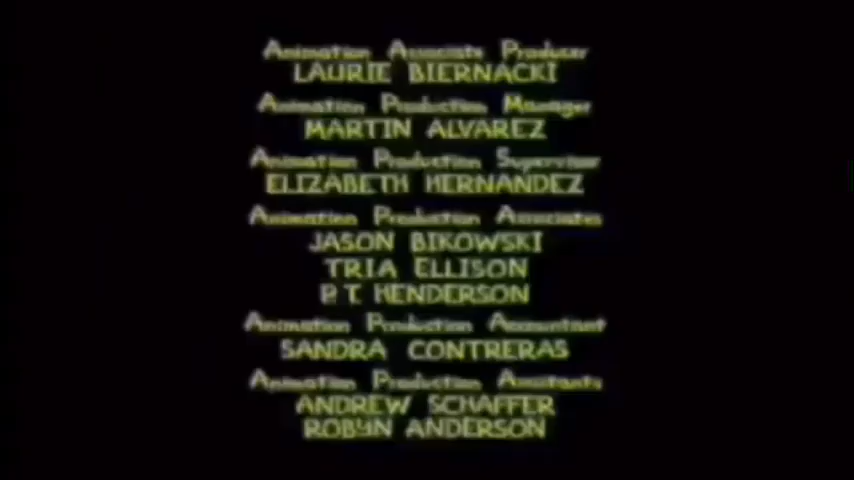 Animation Associate Producer
LAURIE BIERNACKI
Animation Production Manager
MARTIN ALVAREZ
Animation Production Supervisor
ELIZABETH HERNANDEZ
Animation Production Associates
JASON BIKOWSKI
TRIA ELLISON
P.T. HENDERSON
Animation Production Accountant
SANDRA CONTRERAS
Animation Production Assistants
ANDREW SCHAFFER
ROBYN ANDERSON